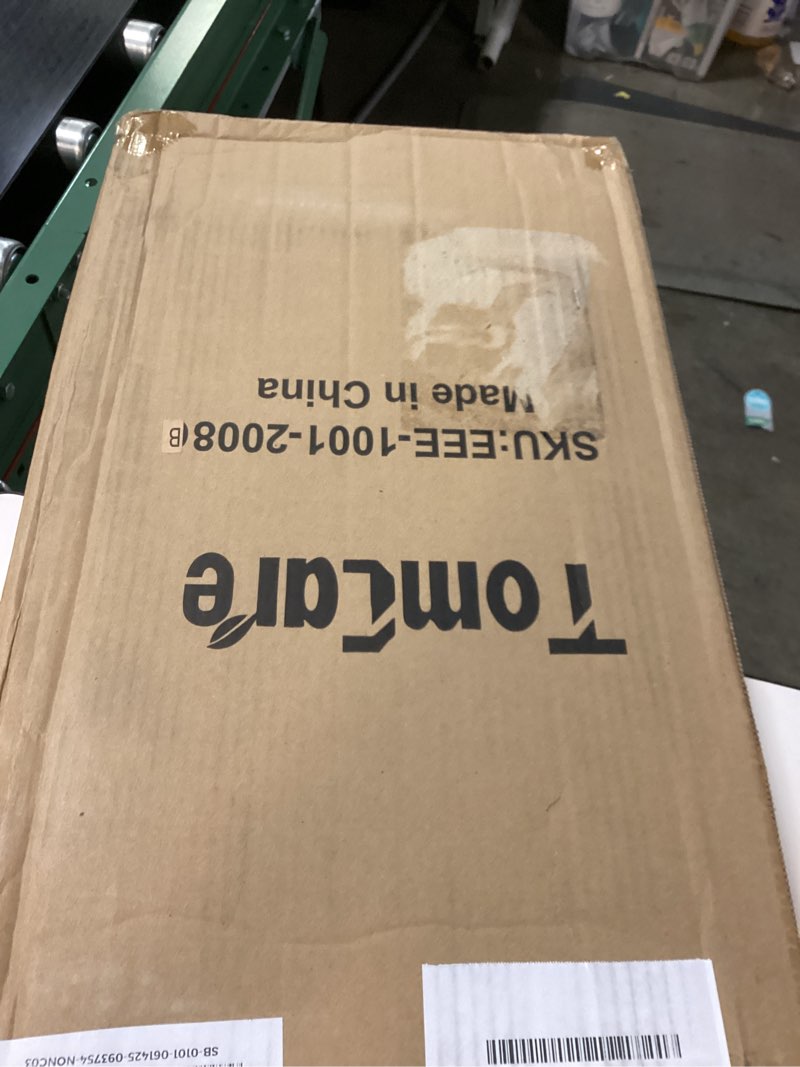 SB-0101-061425-093754-NONC03
TomCare
SKU:EEE-1001-2008(B
Made in China